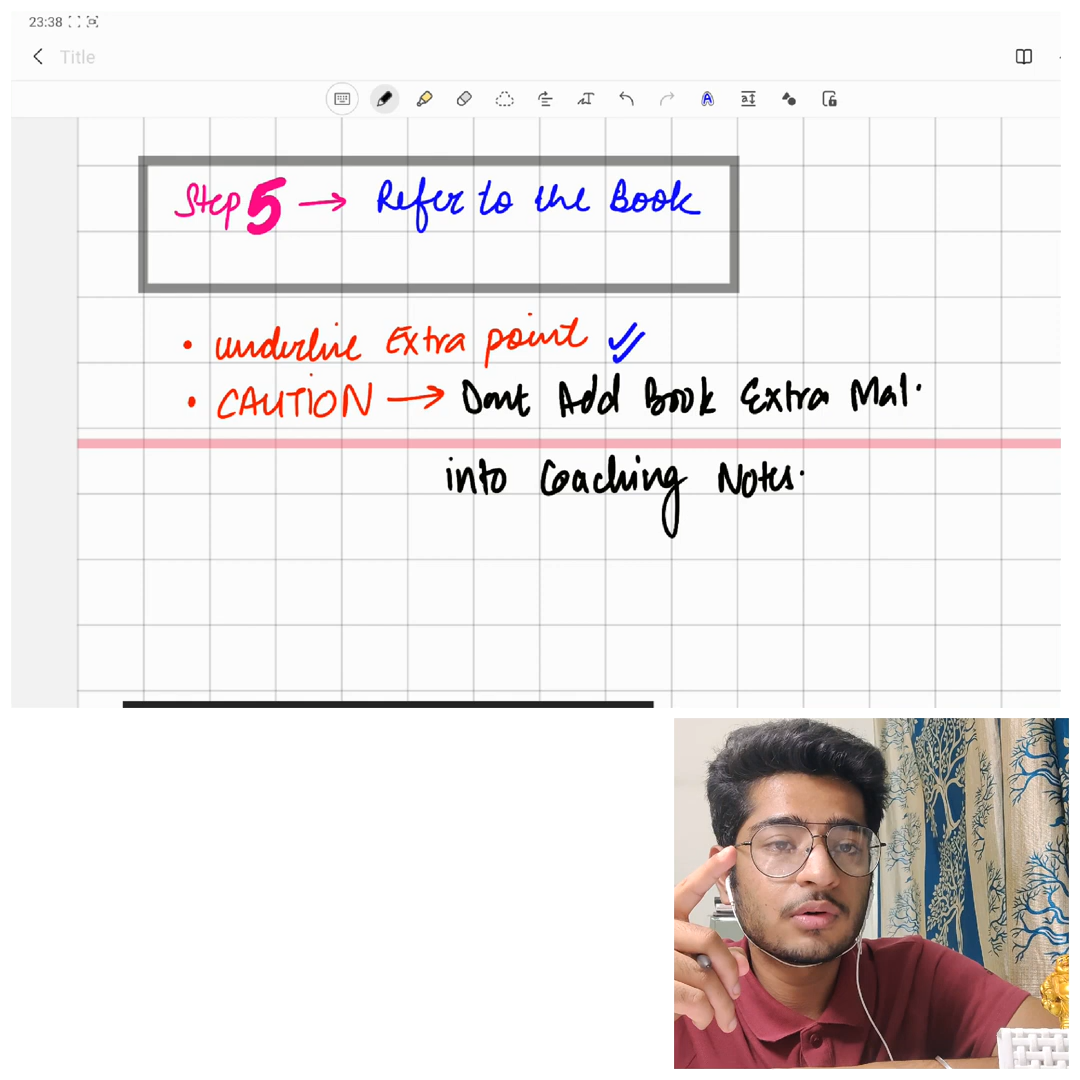 23:38
Title
Step 5 → Refer to the Book
• underline Extra point
• CAUTION → Dont Add Book Extra Mal.
into Coaching Notes.